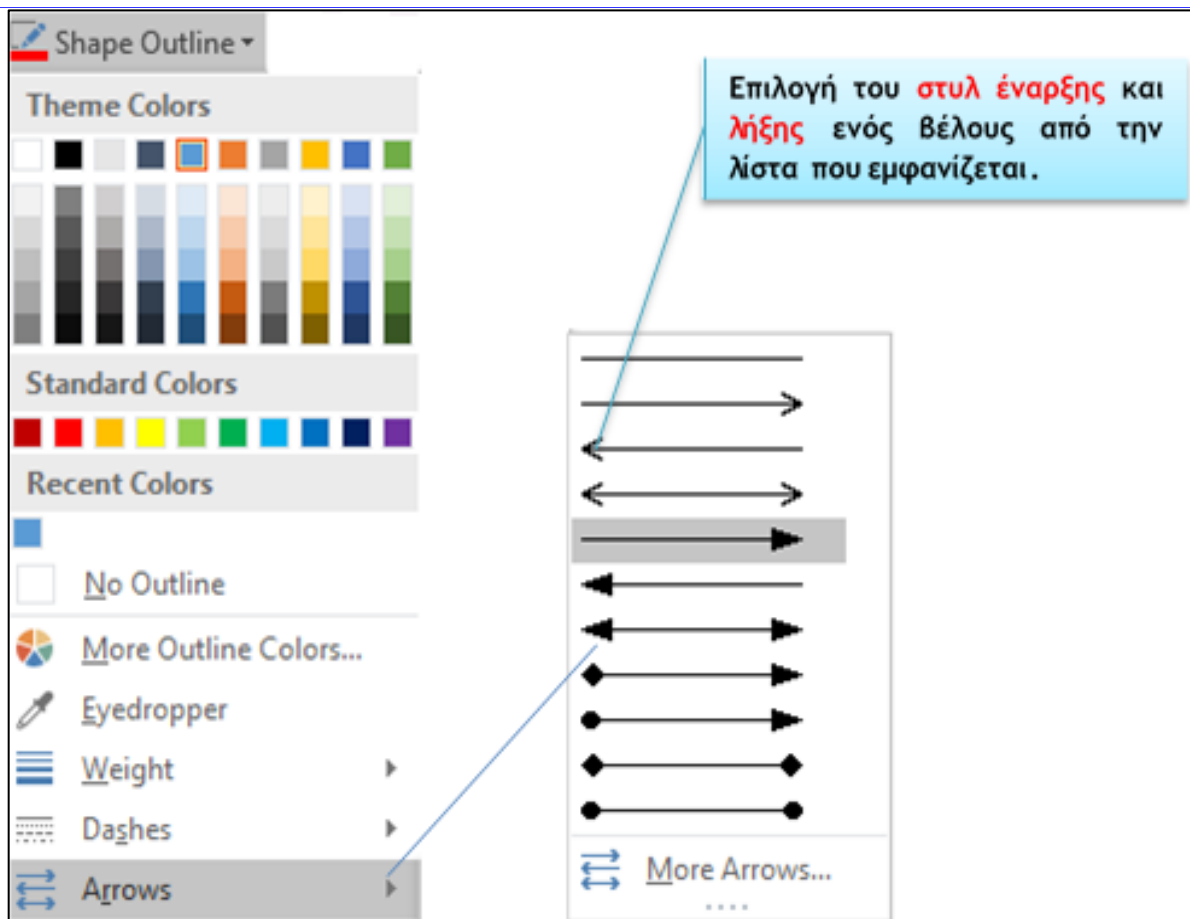 Shape Outline
Theme Colors
Standard Colors
Recent Colors
No Outline
More Outline Colors...
Eyedropper
Weight
Dashes
Arrows
Επιλογή του στυλ έναρξης και
λήξης ενός βέλους από την
λίστα που εμφανίζεται.
More Arrows...